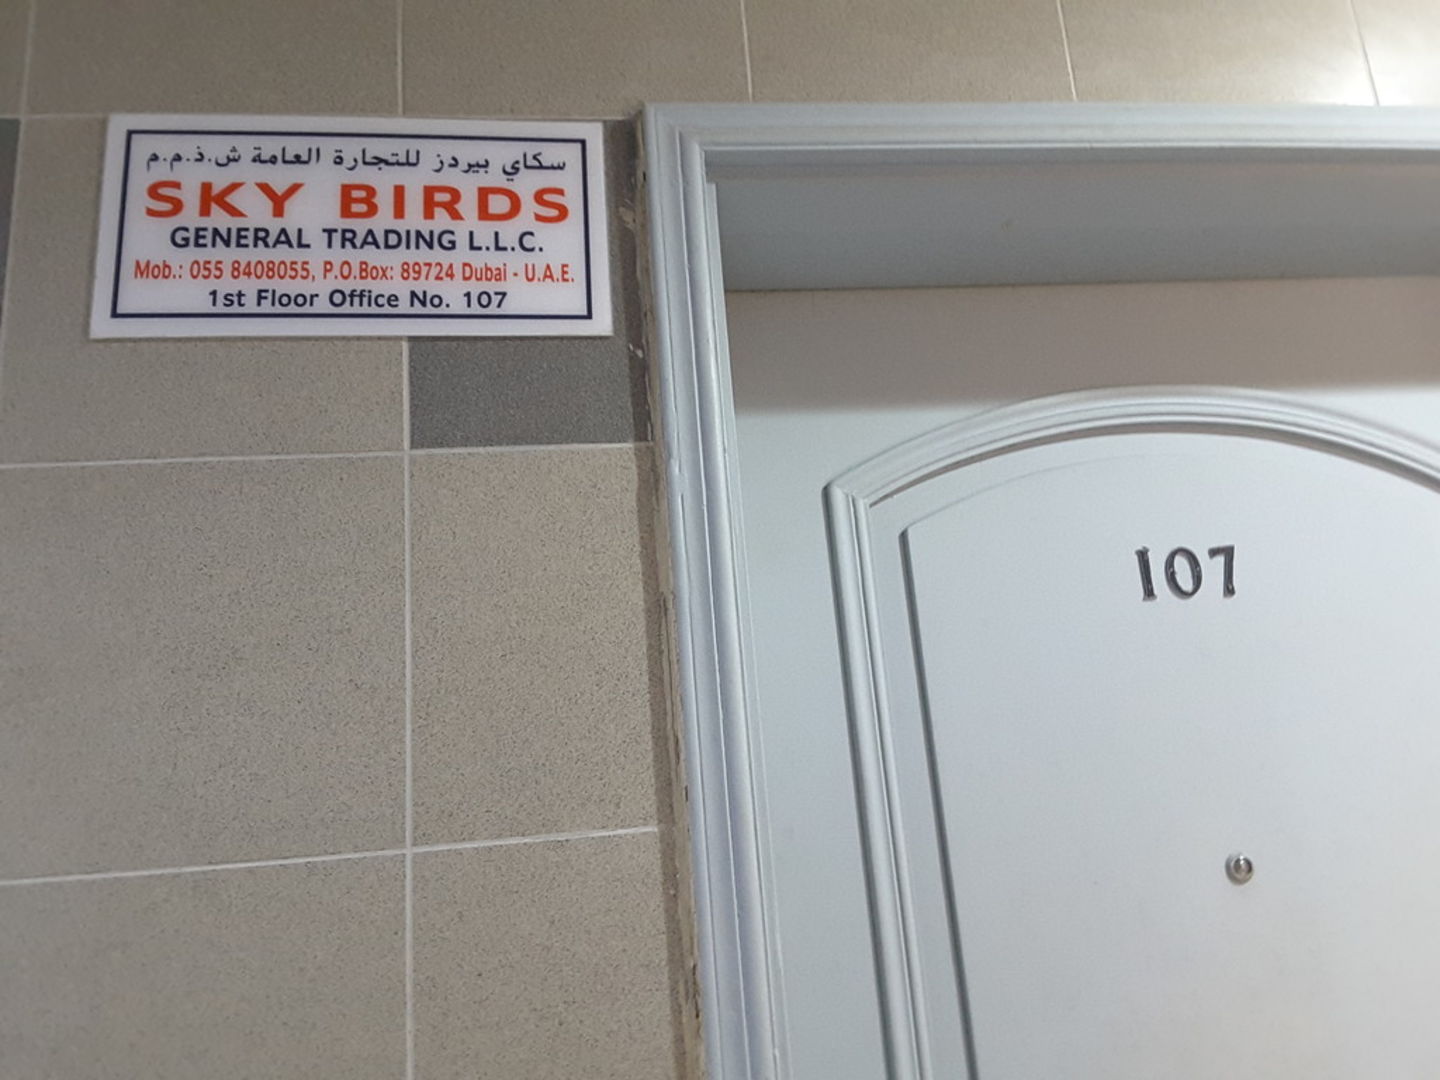 سكاي بيردز للتجارة العامة ش.ذ.م.م
SKY BIRDS
GENERAL TRADING L.L.C.
Mob.: 055 8408055, P.O.Box: 89724 Dubai - U.A.E.
1st Floor Office No. 107
107